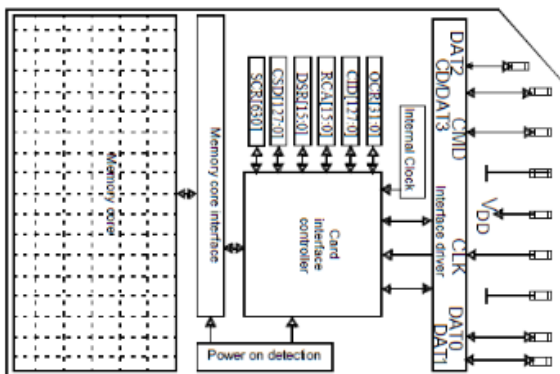 DAT2
CD/DAT3
CMD
VDD
CLK
DAT0
DAT1
Interface driver
OCR[31:0]
CID[127:0]
RCA[15:0]
DSR[15:0]
CSD[127:0]
SCR[63:0]
Internal Clock
Card
interface
controller
Power on detection
Memory core interface
Memory core